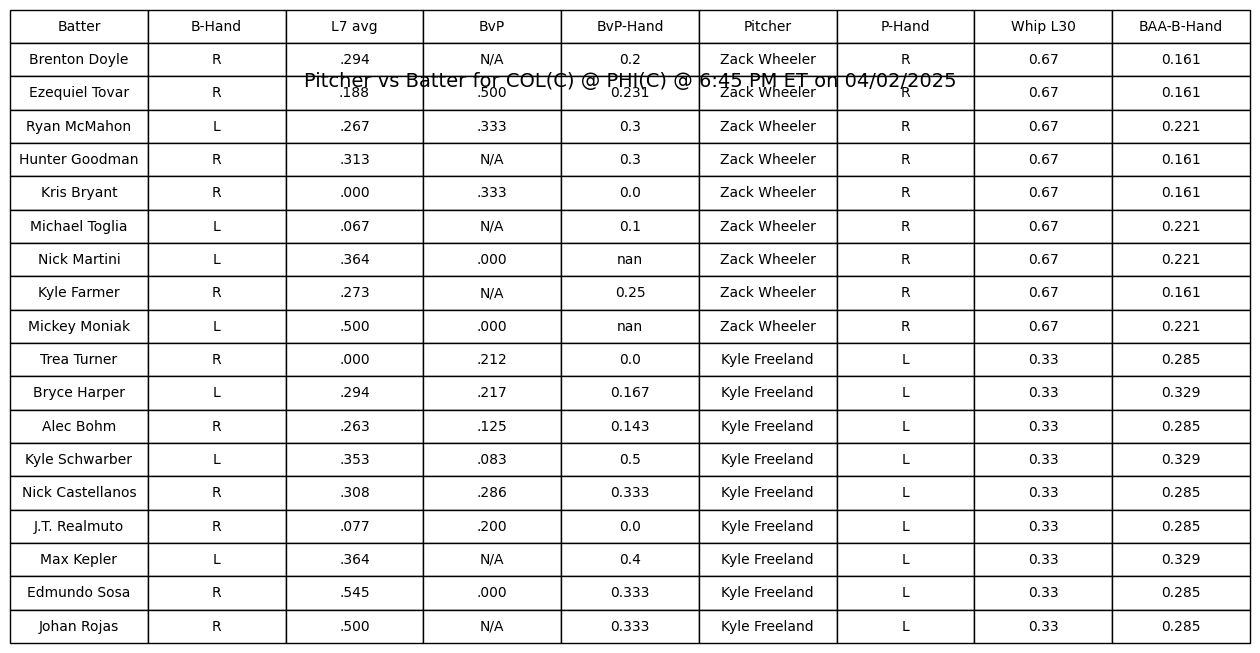 Batter B-Hand L7 avg BvP BvP-Hand Pitcher P-Hand Whip L30 BAA-B-Hand
Brenton Doyle R .294 N/A 0.2 Zack Wheeler R 0.67 0.161
Pitcher vs Batter for COL(C) @ PHI(C) @ 6:45 PM ET on 04/02/2025
Ezequiel Tovar R .188 .500 0.231 Zack Wheeler R 0.67 0.161
Ryan McMahon L .267 .333 0.3 Zack Wheeler R 0.67 0.221
Hunter Goodman R .313 N/A 0.3 Zack Wheeler R 0.67 0.161
Kris Bryant R .000 .333 0.0 Zack Wheeler R 0.67 0.161
Michael Toglia L .067 N/A 0.1 Zack Wheeler R 0.67 0.221
Nick Martini L .364 .000 nan Zack Wheeler R 0.67 0.221
Kyle Farmer R .273 N/A 0.25 Zack Wheeler R 0.67 0.161
Mickey Moniak L .500 .000 nan Zack Wheeler R 0.67 0.221
Trea Turner R .000 .212 0.0 Kyle Freeland L 0.33 0.285
Bryce Harper L .294 .217 0.167 Kyle Freeland L 0.33 0.329
Alec Bohm R .263 .125 0.143 Kyle Freeland L 0.33 0.285
Kyle Schwarber L .353 .083 0.5 Kyle Freeland L 0.33 0.329
Nick Castellanos R .308 .286 0.333 Kyle Freeland L 0.33 0.285
J.T. Realmuto R .077 .200 0.0 Kyle Freeland L 0.33 0.285
Max Kepler L .364 N/A 0.4 Kyle Freeland L 0.33 0.329
Edmundo Sosa R .545 .000 0.333 Kyle Freeland L 0.33 0.285
Johan Rojas R .500 N/A 0.333 Kyle Freeland L 0.33 0.285